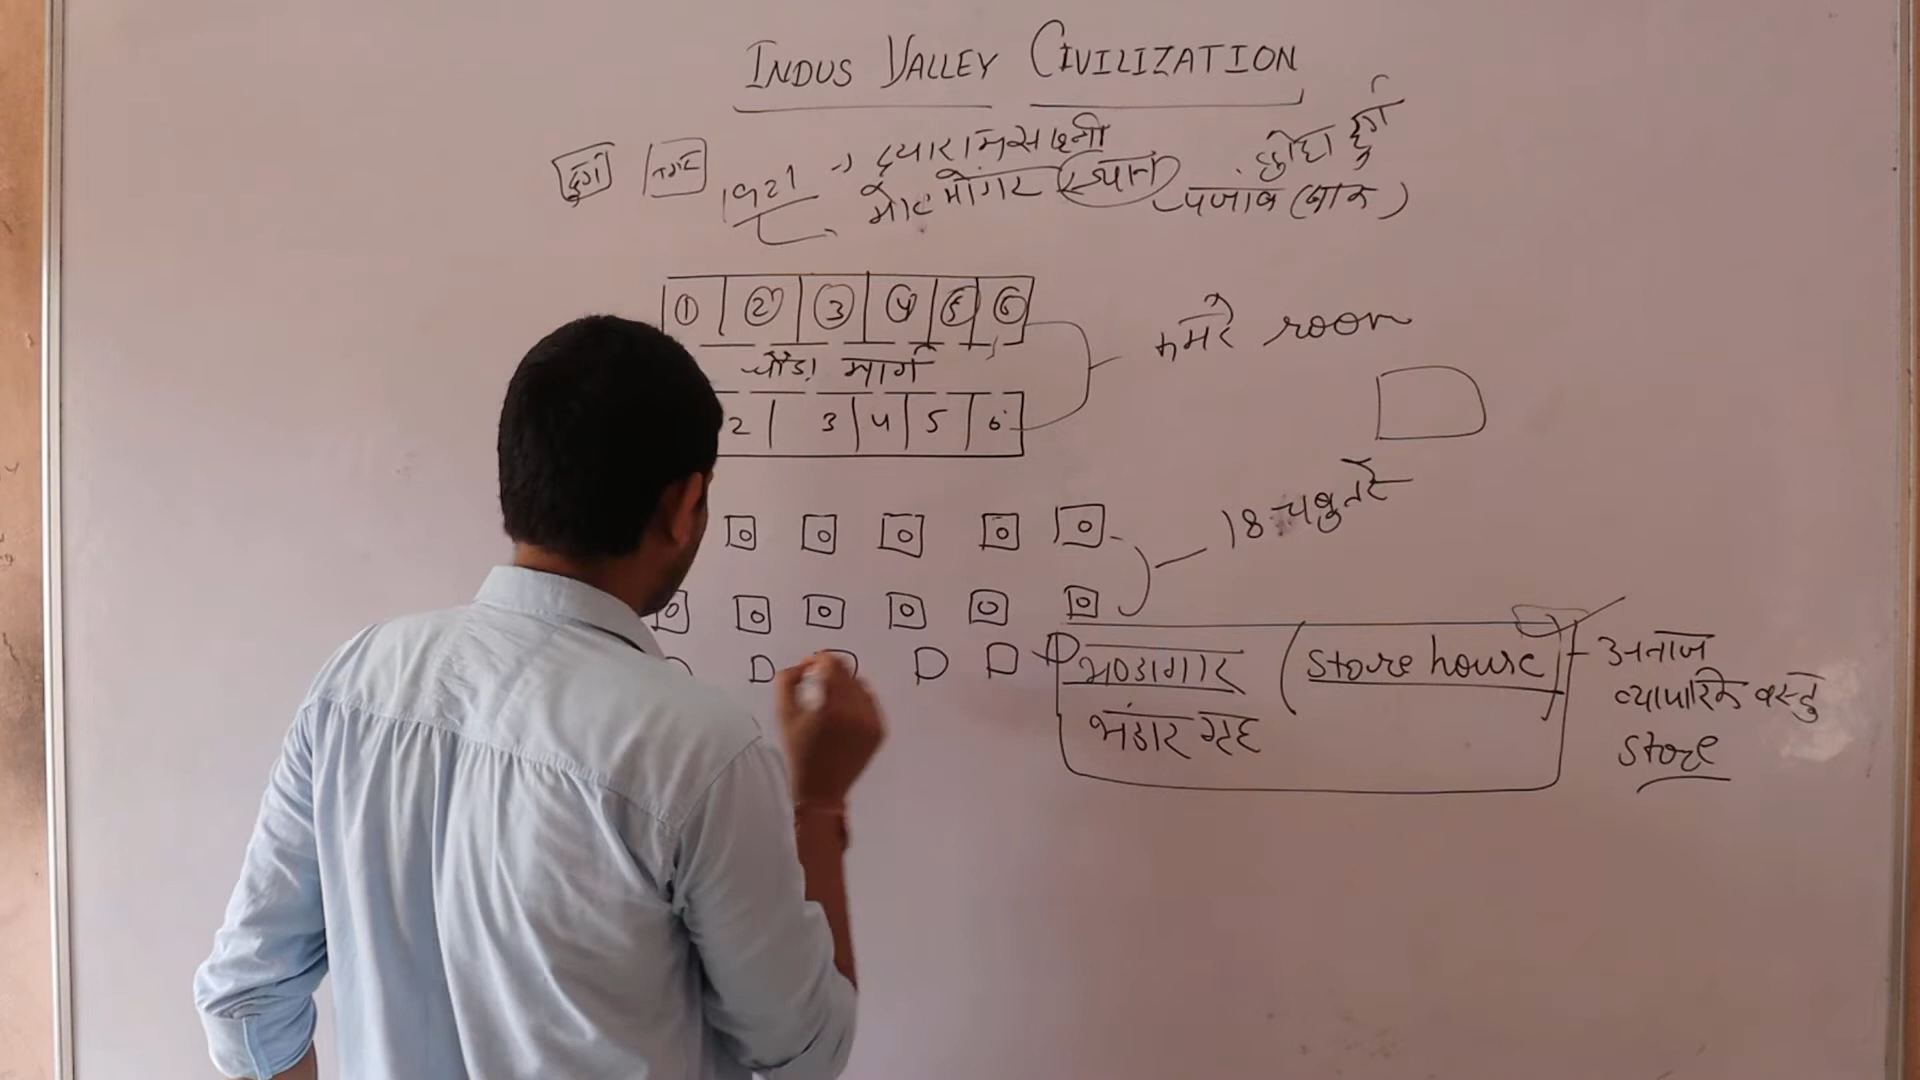 INDUS VALLEY CIVILIZATION
दुर्ग नगर 1921 → दयारामसाहनी
मोंटगोमरी पंजाब (पाक)
① ② ③ ④ ⑤ ⑥
चौड़ा मार्ग
2 3 4 5 6
कमरे room
18 चबुतरे
भण्डागार (Store house)
भंडार गृह
अनाज
व्यापारिक वस्तु
Store